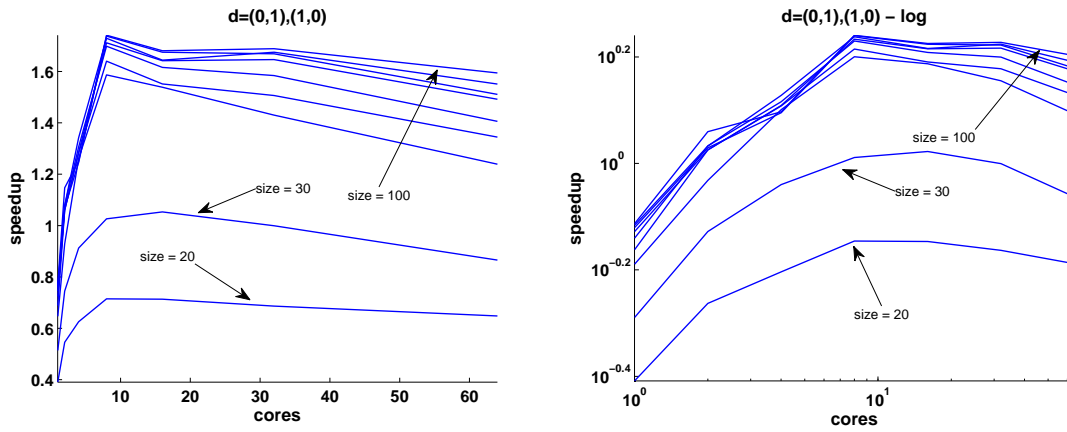 d=(0,1),(1,0)
speedup
1.6
1.4
1.2
1
0.8
0.6
0.4
size = 30
size = 100
size = 20
10
20
30
40
50
60
cores
d=(0,1),(1,0) − log
speedup
10^0.2
10^0
10^−0.2
10^−0.4
size = 100
size = 30
size = 20
10^0
10^1
cores